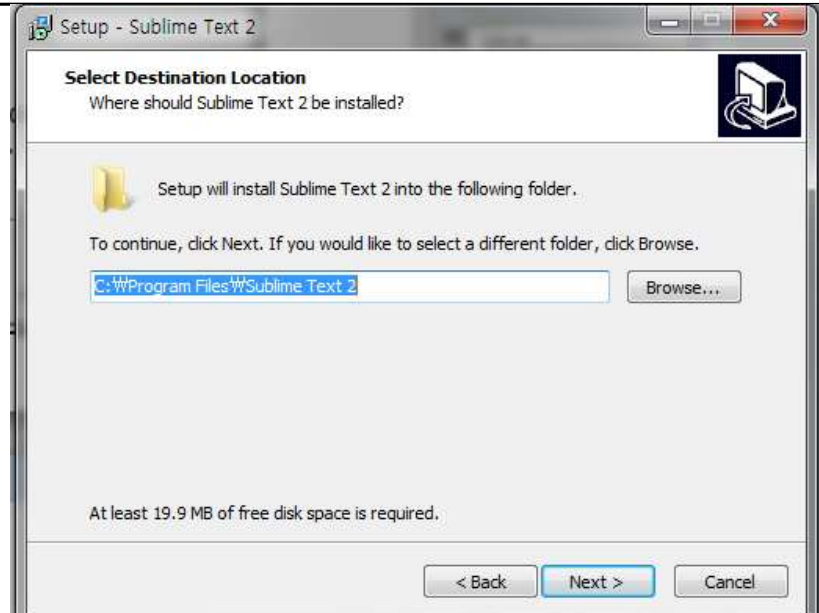 Setup - Sublime Text 2
Select Destination Location
Where should Sublime Text 2 be installed?
Setup will install Sublime Text 2 into the following folder.
To continue, click Next. If you would like to select a different folder, click Browse.
C:₩Program Files₩Sublime Text 2
Browse...
At least 19.9 MB of free disk space is required.
< Back
Next >
Cancel